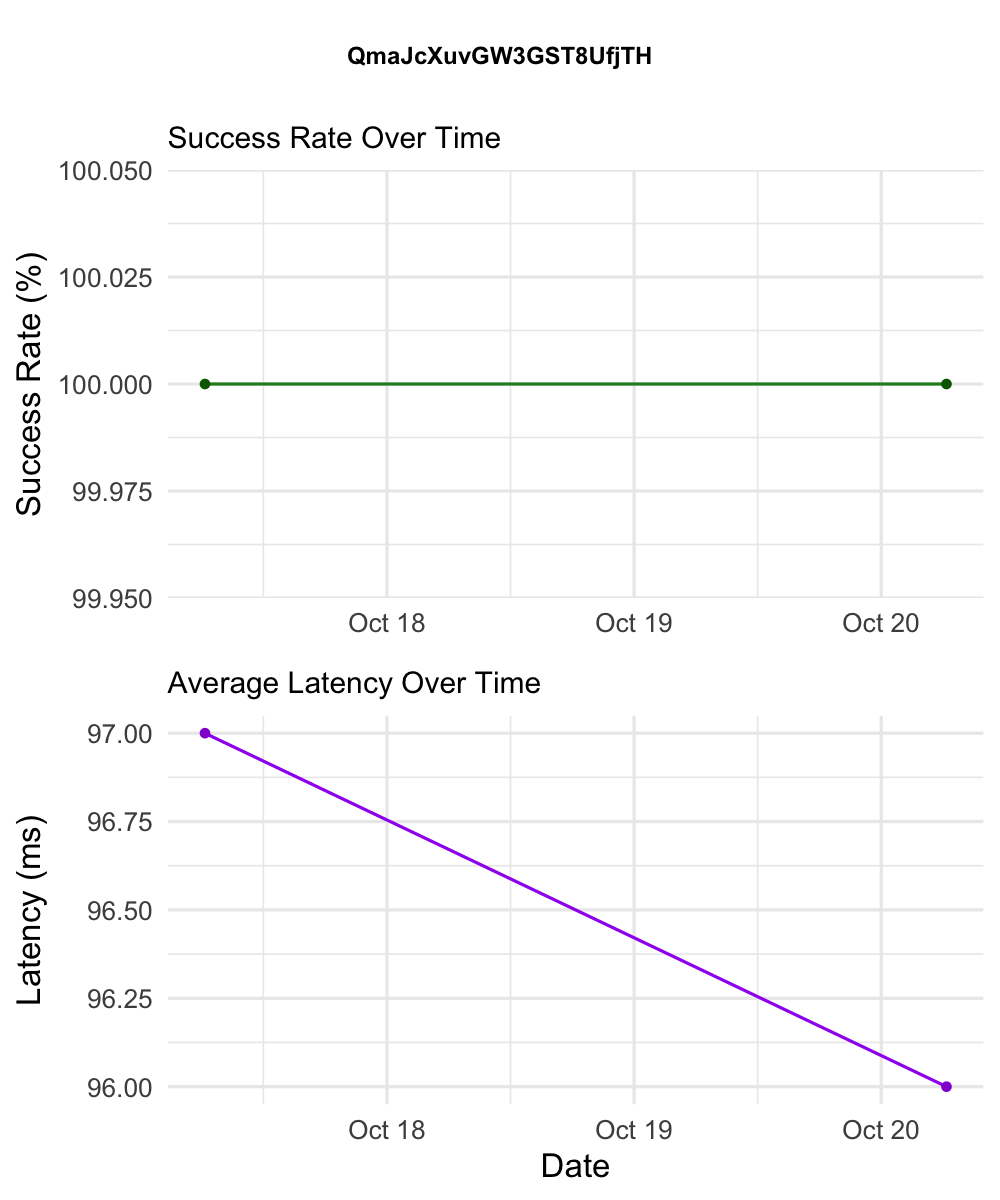 QmaJcXuvGW3GST8UfjTH
Success Rate Over Time
Success Rate (%)
100.050
100.025
100.000
99.975
99.950
Oct 18 Oct 19 Oct 20
Average Latency Over Time
Latency (ms)
97.00
96.75
96.50
96.25
96.00
Oct 18 Oct 19 Oct 20
Date